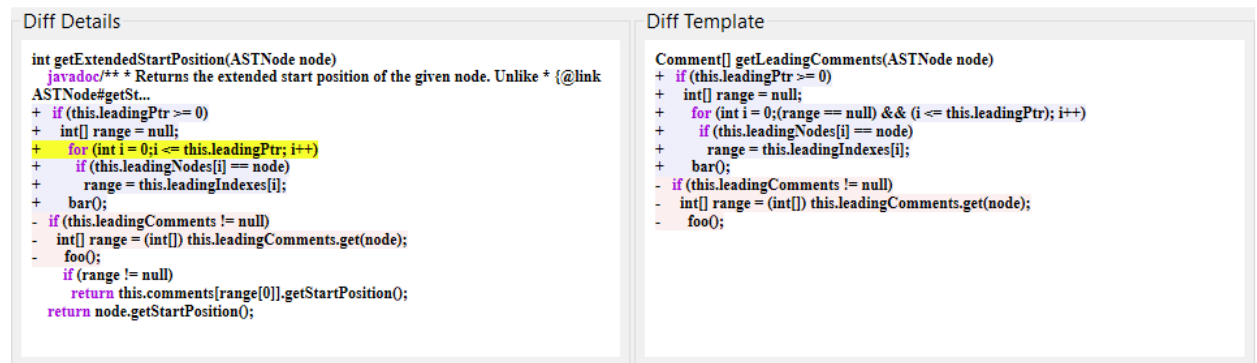 Diff Details
int getExtendedStartPosition(ASTNode node)
javadoc/** * Returns the extended start position of the given node. Unlike * {@link
ASTNode#getSt...
+ if (this.leadingPtr >= 0)
+ int[] range = null;
+ for (int i = 0;i <= this.leadingPtr; i++)
+ if (this.leadingNodes[i] == node)
+ range = this.leadingIndexes[i];
+ bar();
- if (this.leadingComments != null)
- int[] range = (int[]) this.leadingComments.get(node);
- foo();
if (range != null)
return this.comments[range[0]].getStartPosition();
return node.getStartPosition();
Diff Template
Comment[] getLeadingComments(ASTNode node)
+ if (this.leadingPtr >= 0)
+ int[] range = null;
+ for (int i = 0;(range == null) && (i <= this.leadingPtr); i++)
+ if (this.leadingNodes[i] == node)
+ range = this.leadingIndexes[i];
+ bar();
- if (this.leadingComments != null)
- int[] range = (int[]) this.leadingComments.get(node);
- foo();